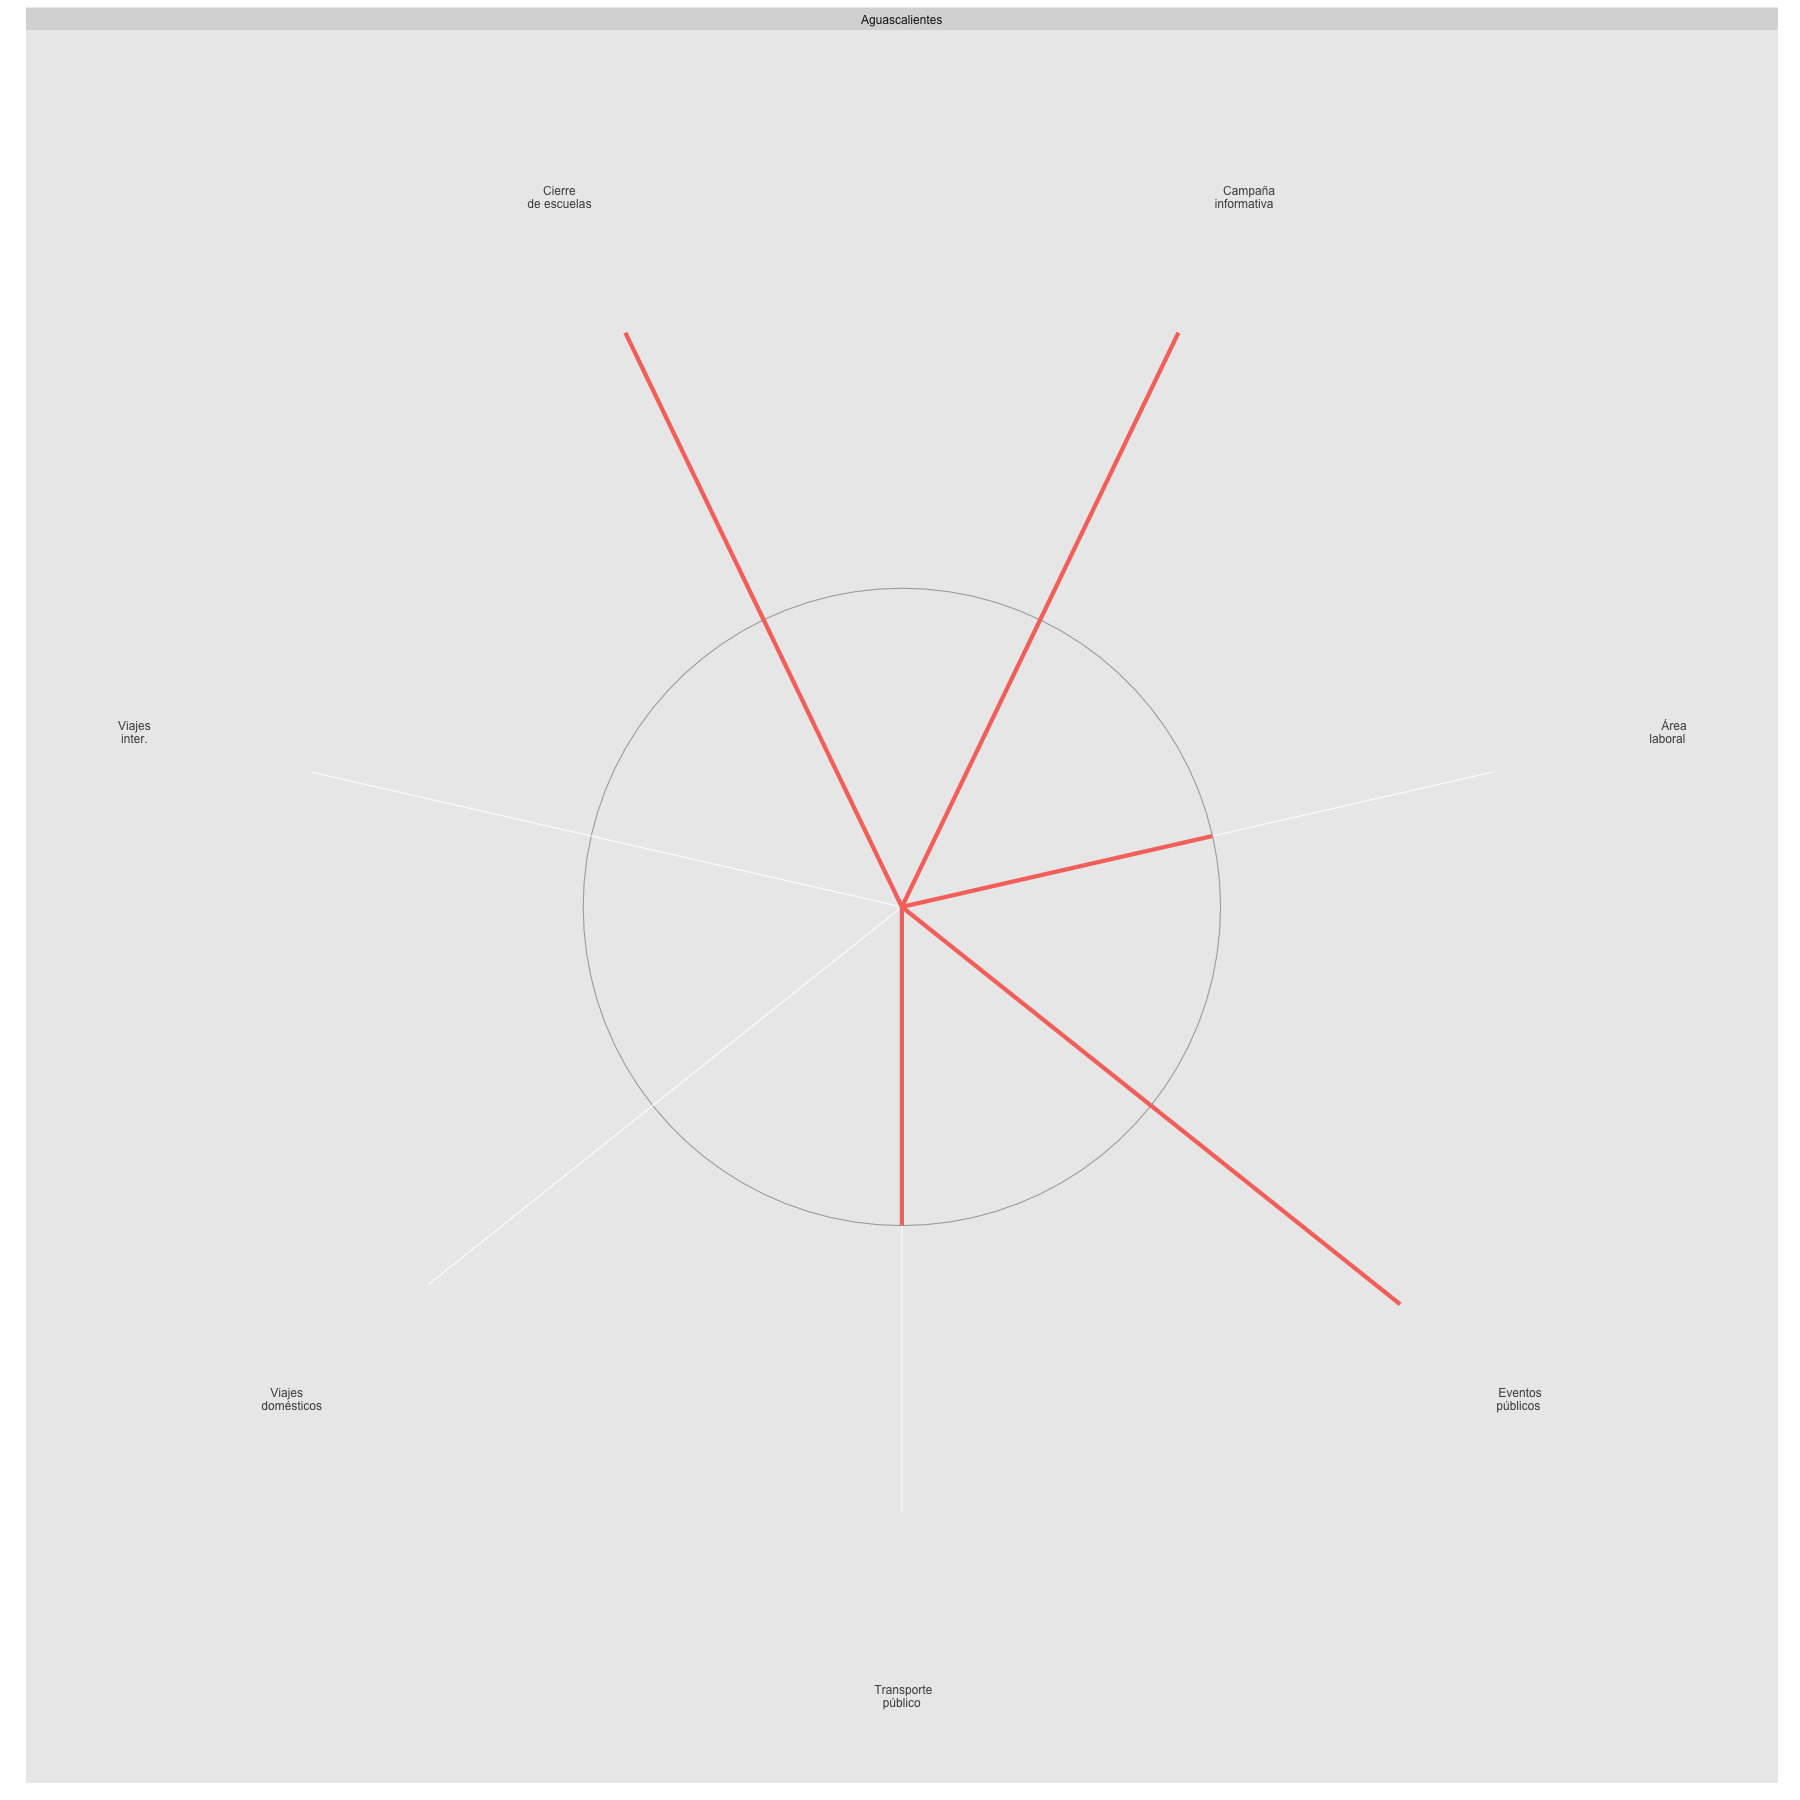 Aguascalientes
Cierre
de escuelas
Campaña
informativa
Viajes
inter.
Área
laboral
Viajes
domésticos
Eventos
públicos
Transporte
público